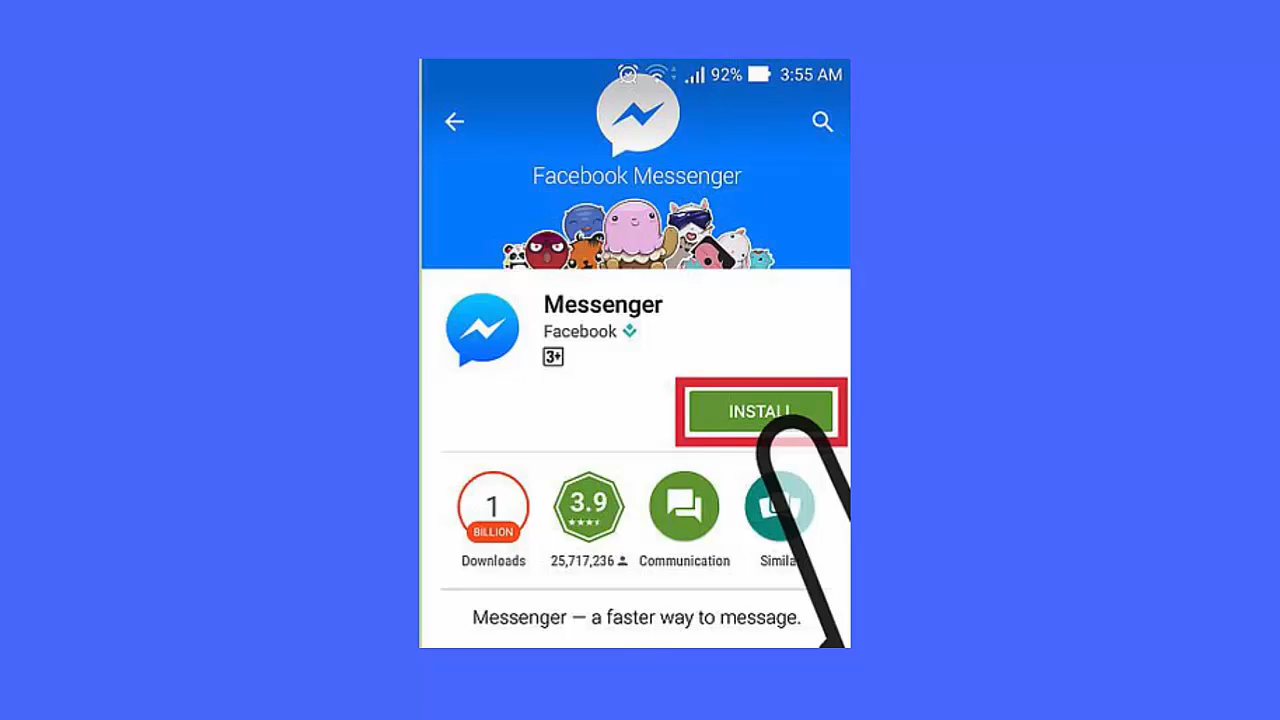 92% 3:55 AM
Facebook Messenger
Messenger
Facebook
3+
INSTALL
1
BILLION
3.9
Downloads
25,717,236
Communication
Messenger — a faster way to message.